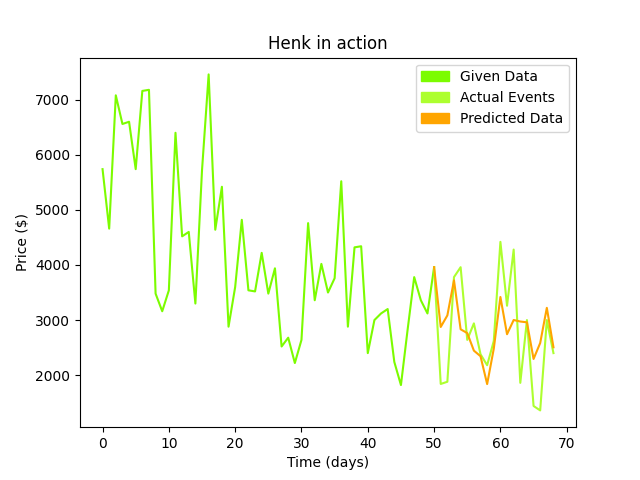 Henk in action
Given Data
Actual Events
Predicted Data
Price ($)
7000
6000
5000
4000
3000
2000
0 10 20 30 40 50 60 70
Time (days)